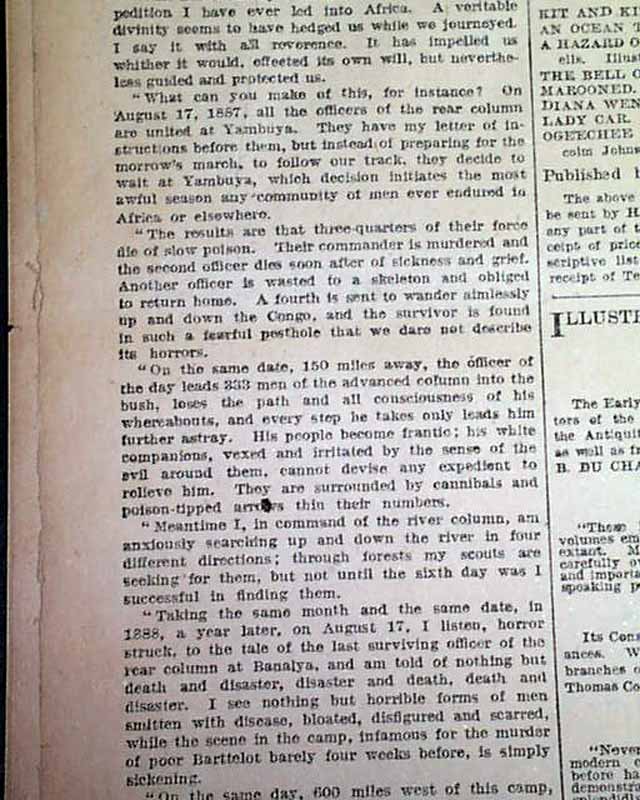 pedition I have ever led into Africa. A veritable
divinity seems to have hedged us while we journeyed.
I say it with all reverence. It has impelled us
whither it would, effected its own will, but neverthe-
less guided and protected us.
"What can you make of this, for instance? On
August 17, 1887, all the officers of the rear column
are united at Yambuya. They have my letter of in-
structions before them, but instead of preparing for the
morrow's march, to follow our track, they decide to
wait at Yambuya, which decision initiates the most
awful season any community of men ever endured in
Africa or elsewhere.
"The results are that three-quarters of their force
die of slow poison. Their commander is murdered and
the second officer dies soon after of sickness and grief.
Another officer is wasted to a skeleton and obliged
to return home. A fourth is sent to wander aimlessly
up and down the Congo, and the survivor is found
in such a fearful pesthole that we dare not describe
its horrors.
"On the same date, 150 miles away, the officer of
the day leads 333 men of the advanced column into the
bush, loses the path and all consciousness of his
whereabouts, and every step he takes only leads him
further astray. His people become frantic; his white
companions, vexed and irritated by the sense of the
evil around them, cannot devise any expedient to
relieve him. They are surrounded by cannibals and
poison-tipped arrows thin their numbers.
"Meantime I, in command of the river column, am
anxiously searching up and down the river in four
different directions; through forests my scouts are
seeking for them, but not until the sixth day was I
successful in finding them.
"Taking the same month and the same date, in
1888, a year later, on August 17, I listen, horror
struck, to the tale of the last surviving officer of the
rear column at Banalya, and am told of nothing but
death and disaster, disaster and death, death and
disaster. I see nothing but horrible forms of men
smitten with disease, bloated, disfigured and scarred,
while the scene in the camp, infamous for the murder
of poor Barttelot barely four weeks before, is simply
sickening.
"On the same day, 600 miles west of this camp,
KIT AND KI
AN OCEAN T
A HAZARD O
ells. Illust
THE BELL O
MAROONED.
DIANA WEN
LADY CAR.
OGEECHEE
colm Johns
Published b
The above
be sent by H
any part of t
ceipt of price
scriptive list
receipt of Te
ILLUSTR
The Early
tors of the
the Antiquit
as well as fr
B. DU CHA
"These
volumes em
extant. M
carefully ov
and importa
speaking p
Its Cons
ances. W
branches o
Thomas Co
"Never
modern c
before ha
demonstra
splendidly